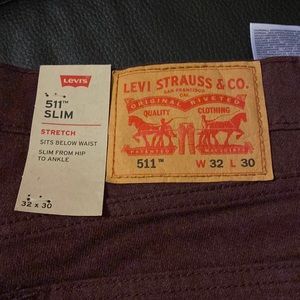 Levi's
511™
SLIM
STRETCH
SITS BELOW WAIST
SLIM FROM HIP
TO ANKLE
32 x 30
LEVI STRAUSS & CO.
SAN FRANCISCO
CAL.
ORIGINAL RIVETED
QUALITY CLOTHING
511™ W 32 L 30
PATENTED